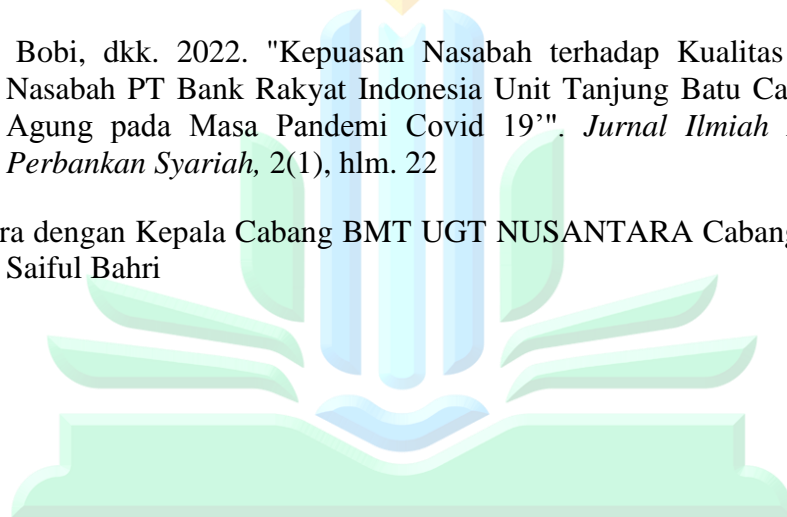 Bobi, dkk. 2022. "Kepuasan Nasabah terhadap Kualitas
Nasabah PT Bank Rakyat Indonesia Unit Tanjung Batu
Agung pada Masa Pandemi Covid 19’". Jurnal Ilmiah
Perbankan Syariah, 2(1), hlm. 22
dengan Kepala Cabang BMT UGT NUSANTARA Cabang
Saiful Bahri